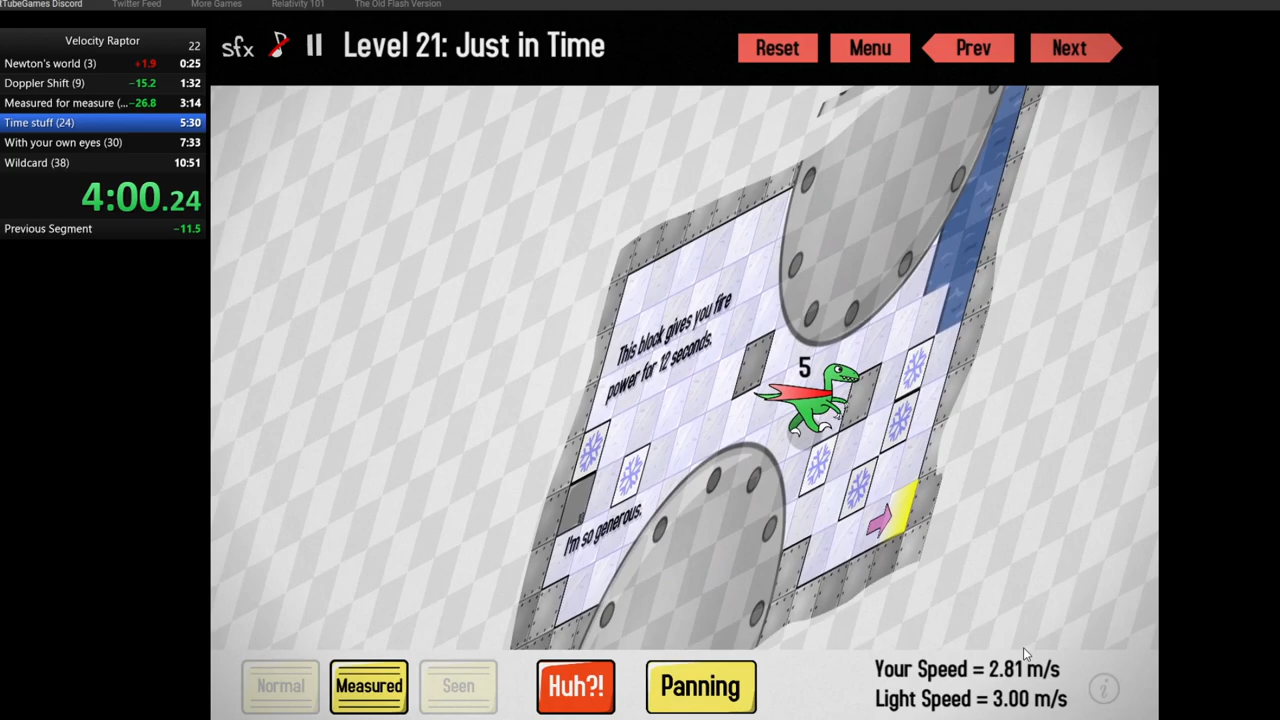 tTubeGames Discord Twitter Feed More Games Relativity 101 The Old Flash Version
Velocity Raptor 22
Newton's world (3) +1.9 0:25
Doppler Shift (9) −15.2 1:32
Measured for measure (... −26.8 3:14
Time stuff (24) 5:30
With your own eyes (30) 7:33
Wildcard (38) 10:51
4:00.24
Previous Segment −11.5
sfx Level 21: Just in Time Reset Menu Prev Next
This block gives you fire
power for 12 seconds.
5
I'm so generous.
Normal Measured Seen Huh?! Panning
Your Speed = 2.81 m/s
Light Speed = 3.00 m/s
i